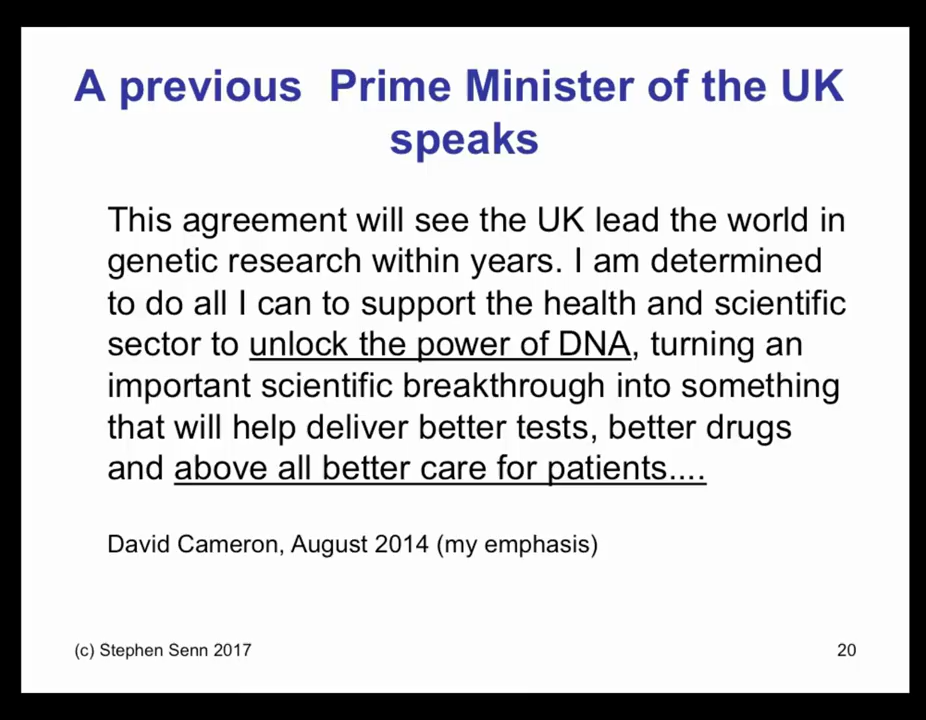 A previous Prime Minister of the UK
speaks
This agreement will see the UK lead the world in
genetic research within years. I am determined
to do all I can to support the health and scientific
sector to unlock the power of DNA, turning an
important scientific breakthrough into something
that will help deliver better tests, better drugs
and above all better care for patients....
David Cameron, August 2014 (my emphasis)
(c) Stephen Senn 2017
20